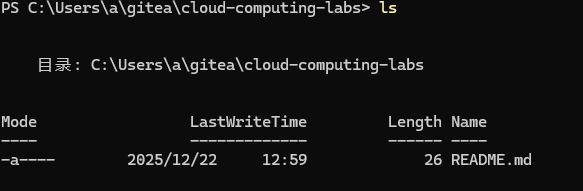 PS C:\Users\a\gitea\cloud-computing-labs> ls
目录: C:\Users\a\gitea\cloud-computing-labs
Mode                LastWriteTime         Length Name
----                -------------         ------ ----
-a----        2025/12/22     12:59             26 README.md